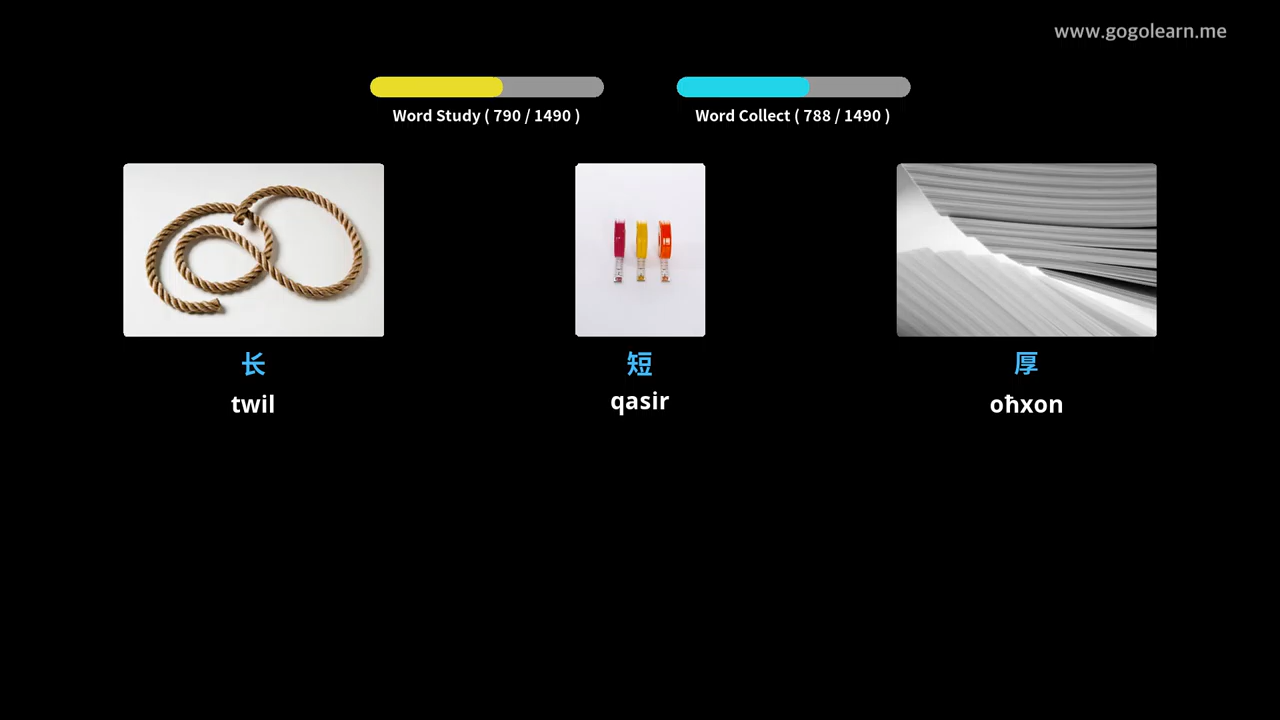 www.gogolearn.me
Word Study ( 790 / 1490 )
Word Collect ( 788 / 1490 )
长
twil
短
qasir
厚
oħxon